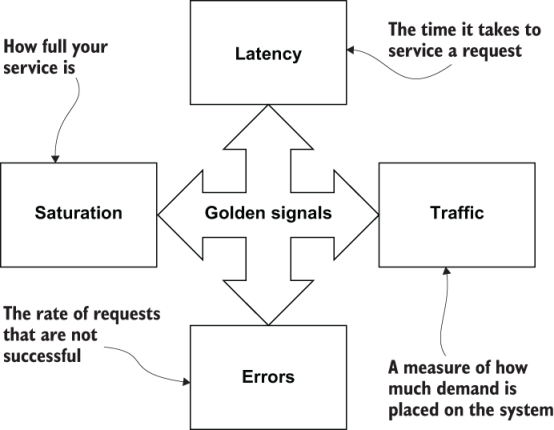 How full your
service is
Latency
The time it takes to
service a request
Saturation
Golden signals
Traffic
The rate of requests
that are not
successful
Errors
A measure of how
much demand is
placed on the system